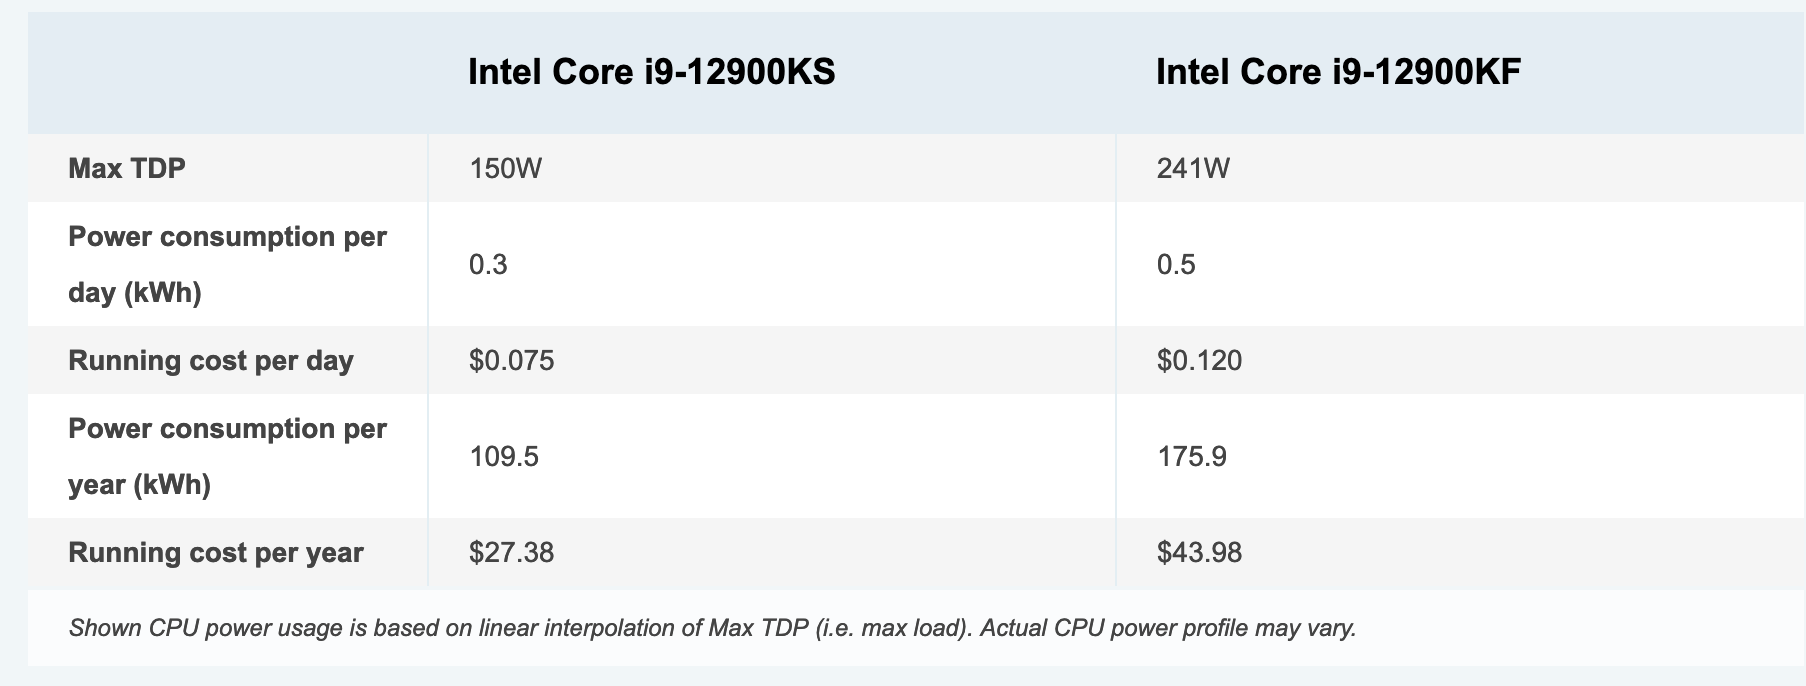 Intel Core i9-12900KS Intel Core i9-12900KF
Max TDP 150W 241W
Power consumption per
day (kWh) 0.3 0.5
Running cost per day $0.075 $0.120
Power consumption per
year (kWh) 109.5 175.9
Running cost per year $27.38 $43.98
Shown CPU power usage is based on linear interpolation of Max TDP (i.e. max load). Actual CPU power profile may vary.